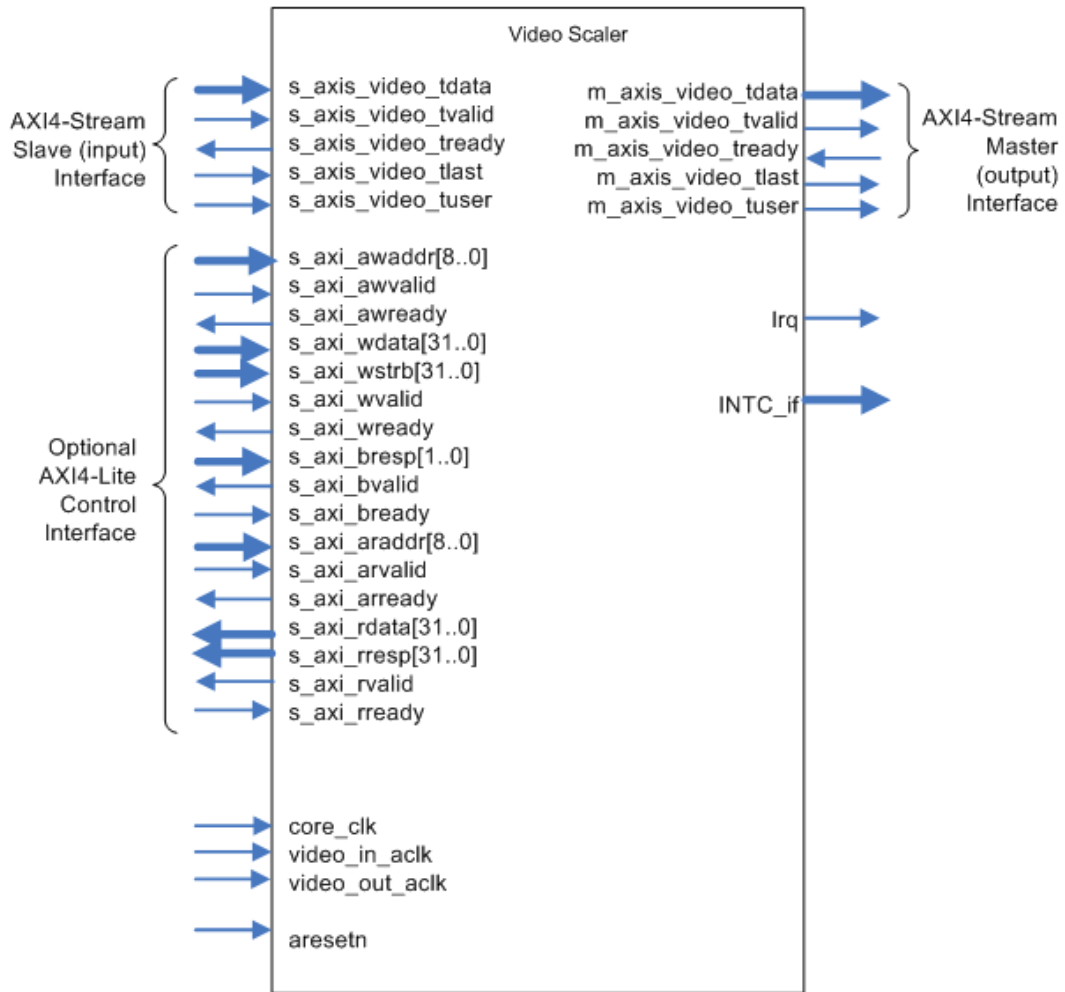 Video Scaler
AXI4-Stream
Slave (input)
Interface
s_axis_video_tdata
s_axis_video_tvalid
s_axis_video_tready
s_axis_video_tlast
s_axis_video_tuser
m_axis_video_tdata
m_axis_video_tvalid
m_axis_video_tready
m_axis_video_tlast
m_axis_video_tuser
AXI4-Stream
Master
(output)
Interface
Optional
AXI4-Lite
Control
Interface
s_axi_awaddr[8..0]
s_axi_awvalid
s_axi_awready
s_axi_wdata[31..0]
s_axi_wstrb[31..0]
s_axi_wvalid
s_axi_wready
s_axi_bresp[1..0]
s_axi_bvalid
s_axi_bready
s_axi_araddr[8..0]
s_axi_arvalid
s_axi_arready
s_axi_rdata[31..0]
s_axi_rresp[31..0]
s_axi_rvalid
s_axi_rready
Irq
INTC_if
core_clk
video_in_aclk
video_out_aclk
aresetn